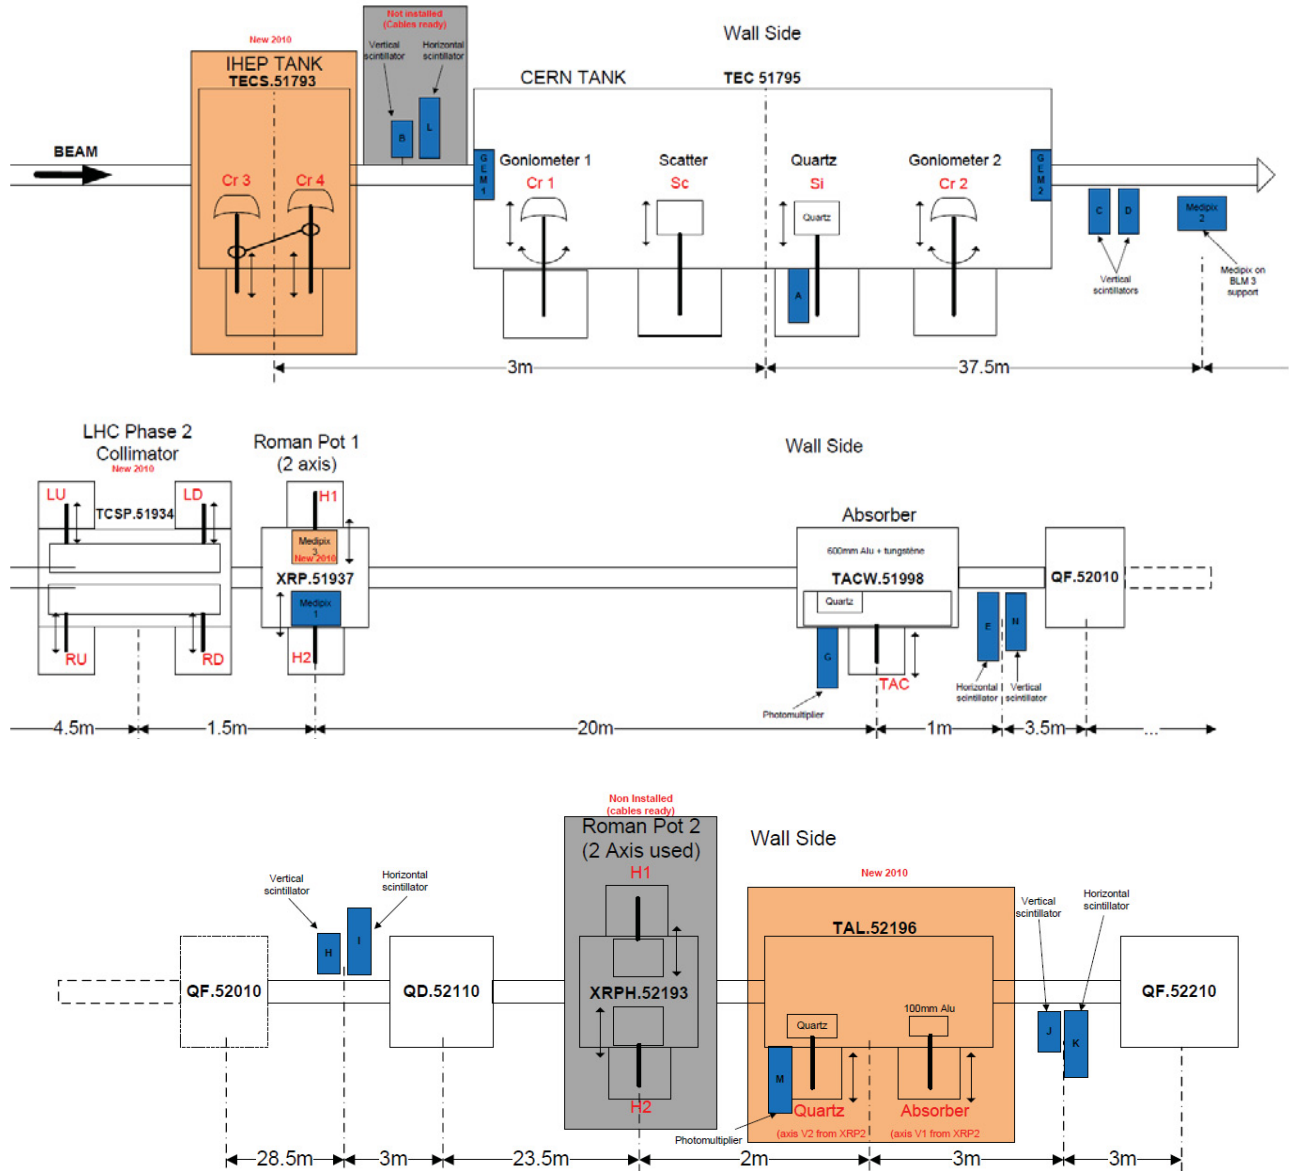 Not installed
(Cables ready)
New 2010
Wall Side
Vertical
scintillator
Horizontal
scintillator
IHEP TANK
TECS.51793
CERN TANK
TEC 51795
B
L
BEAM
GEM1
Goniometer 1
Scatter
Quartz
Goniometer 2
GEM2
Cr 3
Cr 4
Cr 1
Sc
Si
Cr 2
Quartz
C
D
Medipix
2
A
Vertical
scintillators
Medipix on
BLM 3
support
3m
37.5m
LHC Phase 2
Collimator
New 2010
Roman Pot 1
(2 axis)
Wall Side
LU
LD
H1
TCSP.51934
Absorber
Medipix
3
New 2010
600mm Alu + tungstène
XRP.51937
TACW.51998
QF.52010
Medipix
1
Quartz
E
N
RU
RD
H2
G
TAC
Horizontal
scintillator
Vertical
scintillator
Photomultiplier
4.5m
1.5m
20m
1m
3.5m
...
Non Installed
(cables ready)
Roman Pot 2
(2 Axis used)
Wall Side
H1
New 2010
Vertical
scintillator
Horizontal
scintillator
Vertical
scintillator
Horizontal
scintillator
TAL.52196
H
I
QF.52010
QD.52110
XRPH.52193
QF.52210
100mm Alu
Quartz
J
K
M
H2
Quartz
Absorber
(axis V2 from XRP2)
(axis V1 from XRP2)
Photomultiplier
28.5m
3m
23.5m
2m
3m
3m